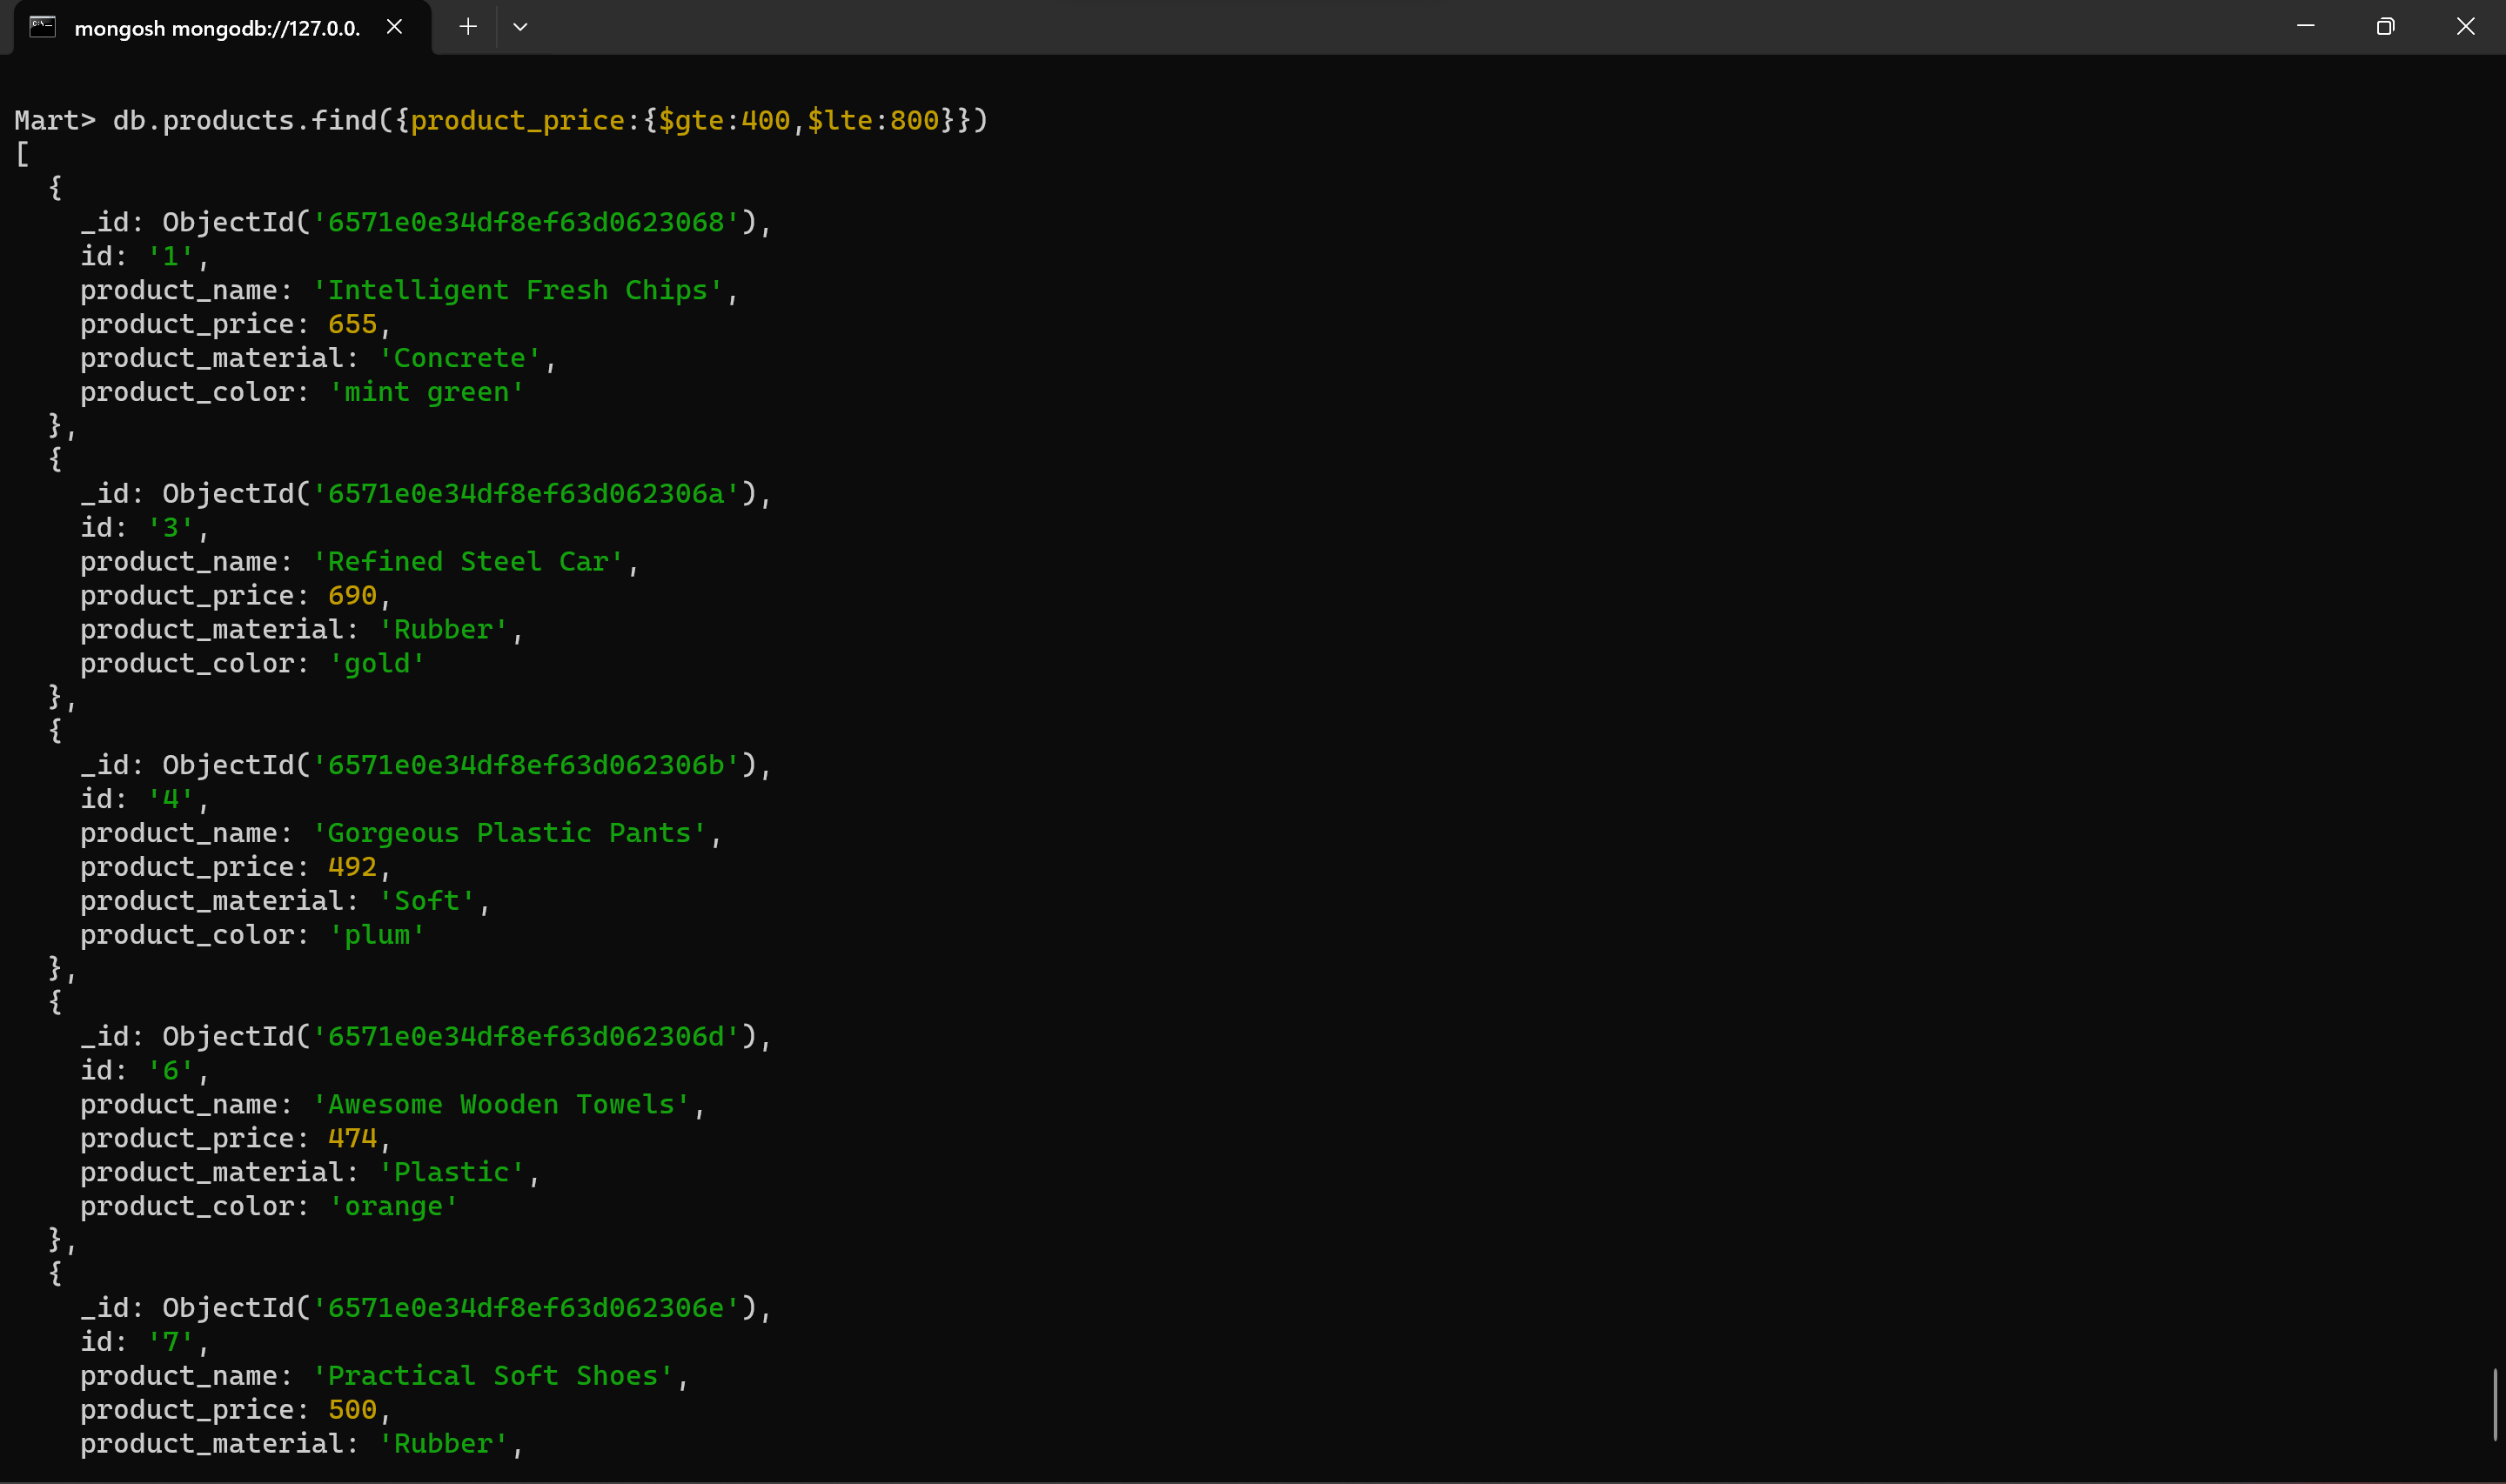 mongosh mongodb://127.0.0.
Mart> db.products.find({product_price:{$gte:400,$lte:800}})
[
  {
    _id: ObjectId('6571e0e34df8ef63d0623068'),
    id: '1',
    product_name: 'Intelligent Fresh Chips',
    product_price: 655,
    product_material: 'Concrete',
    product_color: 'mint green'
  },
  {
    _id: ObjectId('6571e0e34df8ef63d062306a'),
    id: '3',
    product_name: 'Refined Steel Car',
    product_price: 690,
    product_material: 'Rubber',
    product_color: 'gold'
  },
  {
    _id: ObjectId('6571e0e34df8ef63d062306b'),
    id: '4',
    product_name: 'Gorgeous Plastic Pants',
    product_price: 492,
    product_material: 'Soft',
    product_color: 'plum'
  },
  {
    _id: ObjectId('6571e0e34df8ef63d062306d'),
    id: '6',
    product_name: 'Awesome Wooden Towels',
    product_price: 474,
    product_material: 'Plastic',
    product_color: 'orange'
  },
  {
    _id: ObjectId('6571e0e34df8ef63d062306e'),
    id: '7',
    product_name: 'Practical Soft Shoes',
    product_price: 500,
    product_material: 'Rubber',